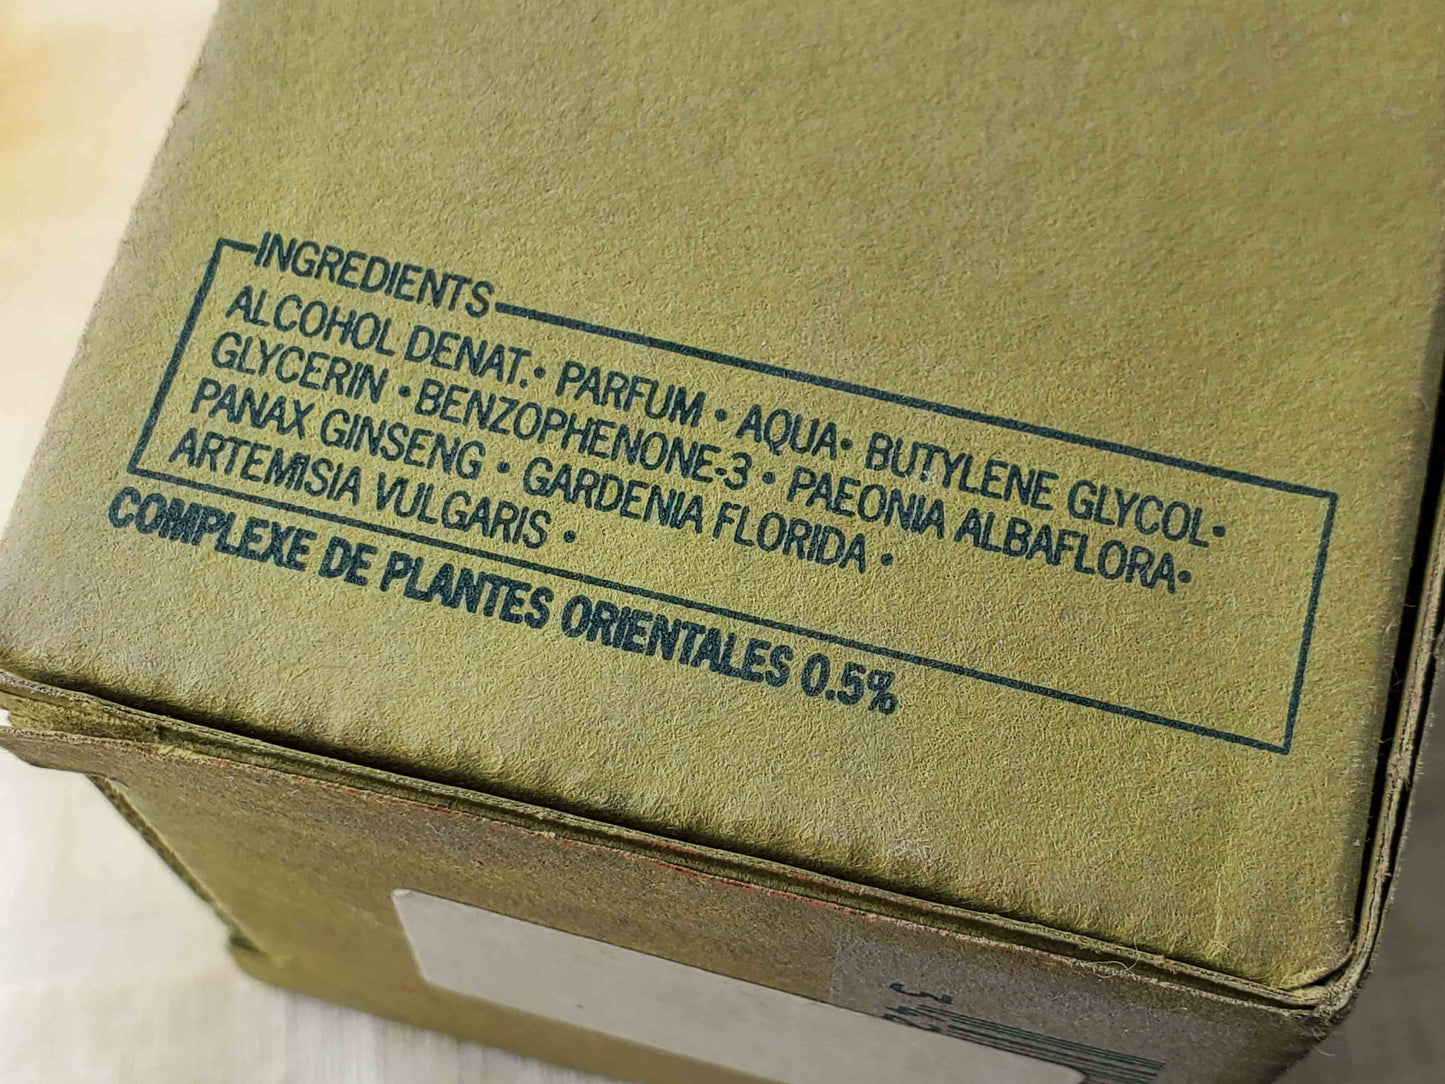 INGREDIENTS
ALCOHOL DENAT.• PARFUM • AQUA• BUTYLENE GLYCOL•
GLYCERIN •BENZOPHENONE-3 • PAEONIA ALBAFLORA•
PANAX GINSENG • GARDENIA FLORIDA •
ARTEMISIA VULGARIS •
COMPLEXE DE PLANTES ORIENTALES 0.5%